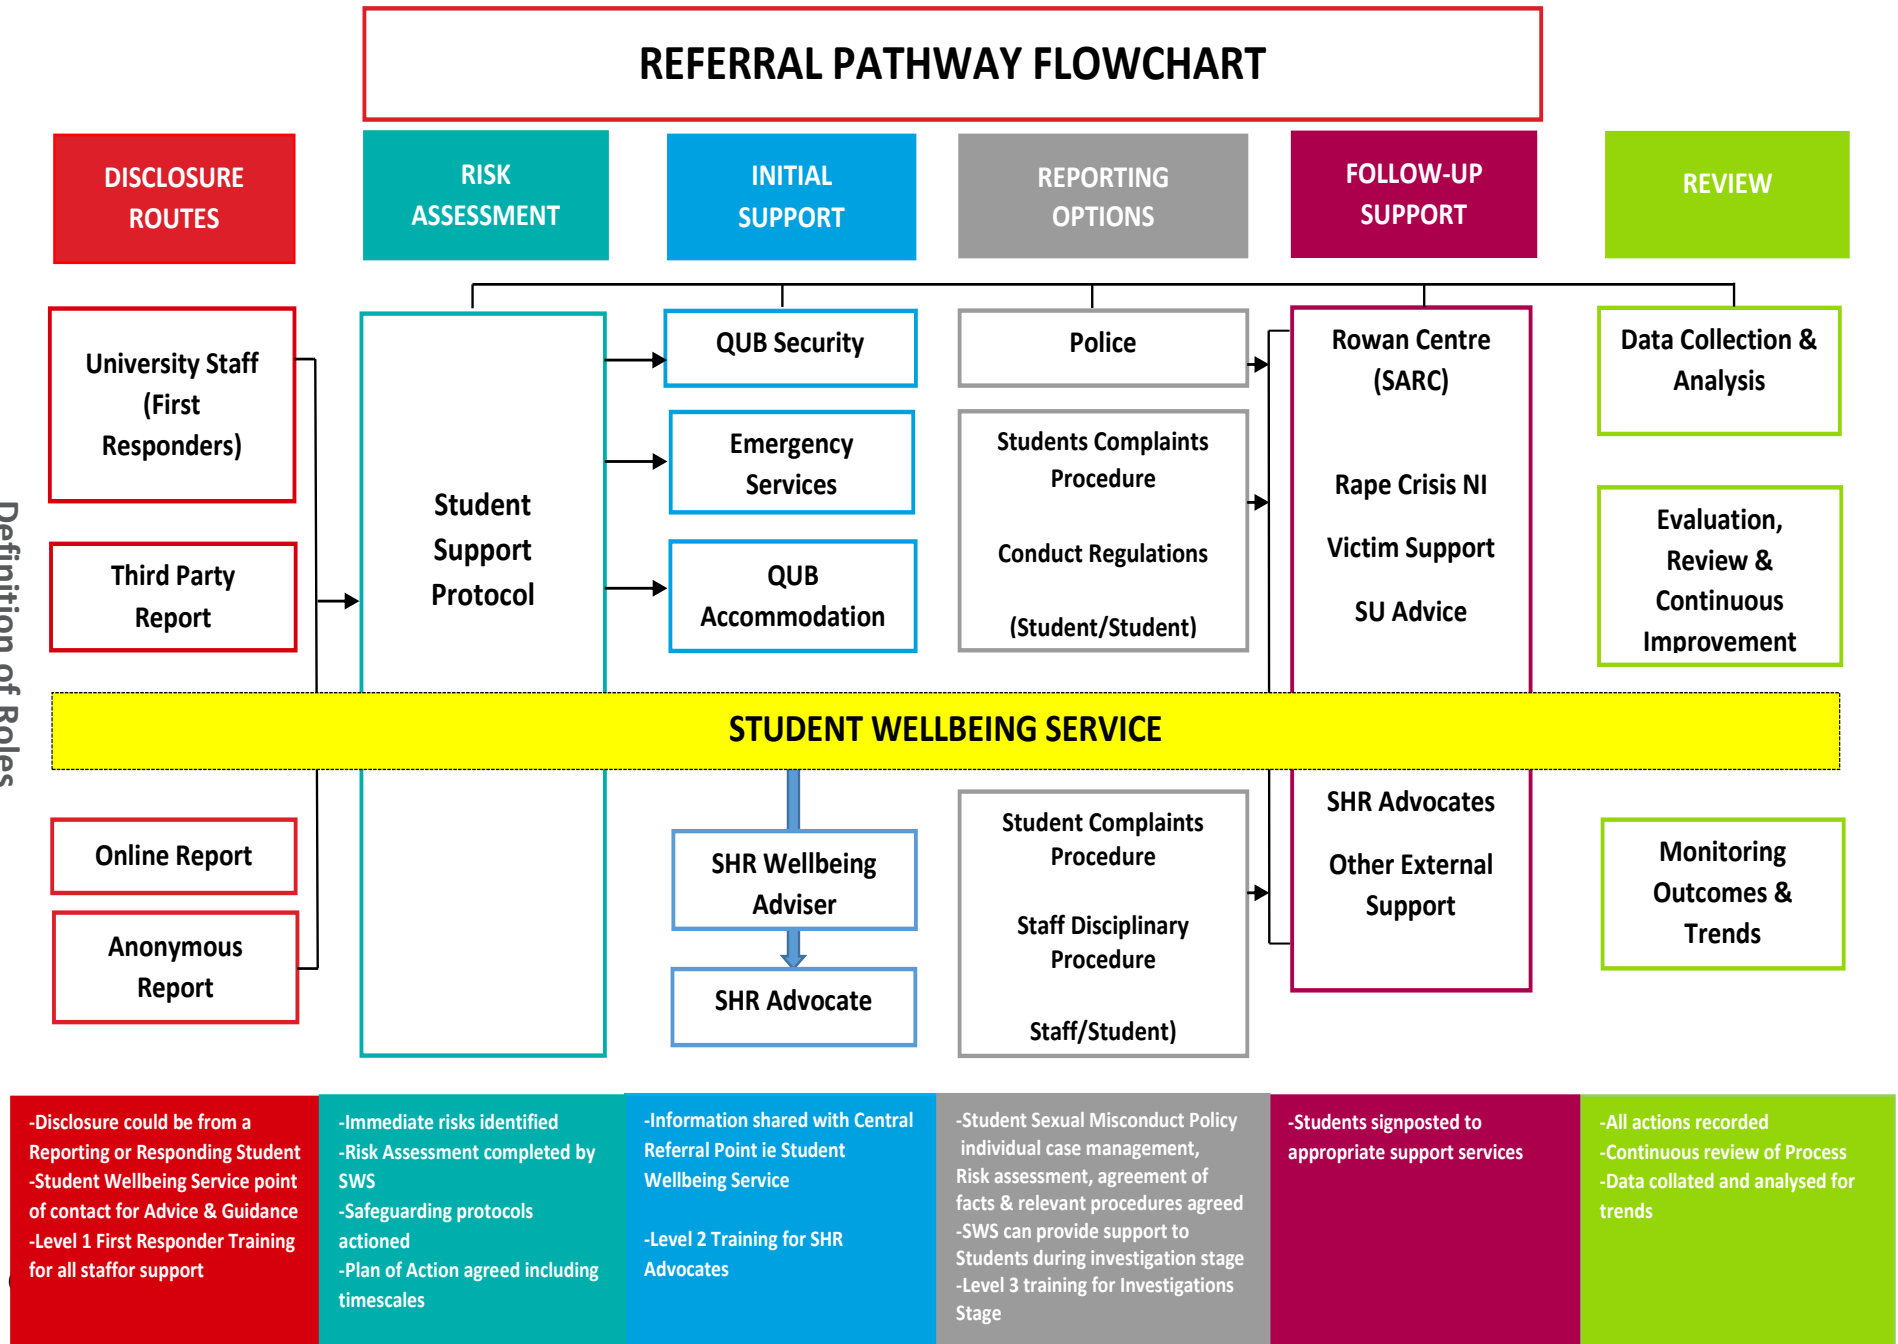 REFERRAL PATHWAY FLOWCHART
DISCLOSURE
ROUTES
RISK
ASSESSMENT
INITIAL
SUPPORT
REPORTING
OPTIONS
FOLLOW-UP
SUPPORT
REVIEW
University Staff
(First
Responders)
Third Party
Report
Online Report
Anonymous
Report
Student
Support
Protocol
QUB Security
Emergency
Services
QUB
Accommodation
SHR Wellbeing
Adviser
SHR Advocate
Police
Students Complaints
Procedure
Conduct Regulations
(Student/Student)
Student Complaints
Procedure
Staff Disciplinary
Procedure
Staff/Student)
Rowan Centre
(SARC)
Rape Crisis NI
Victim Support
SU Advice
SHR Advocates
Other External
Support
Data Collection &
Analysis
Evaluation,
Review &
Continuous
Improvement
Monitoring
Outcomes &
Trends
STUDENT WELLBEING SERVICE
Definition of Roles
-Disclosure could be from a
Reporting or Responding Student
-Student Wellbeing Service point
of contact for Advice & Guidance
-Level 1 First Responder Training
for all staffor support
-Immediate risks identified
-Risk Assessment completed by
SWS
-Safeguarding protocols
actioned
-Plan of Action agreed including
timescales
-Information shared with Central
Referral Point ie Student
Wellbeing Service
-Level 2 Training for SHR
Advocates
-Student Sexual Misconduct Policy
individual case management,
Risk assessment, agreement of
facts & relevant procedures agreed
-SWS can provide support to
Students during investigation stage
-Level 3 training for Investigations
Stage
-Students signposted to
appropriate support services
-All actions recorded
-Continuous review of Process
-Data collated and analysed for
trends